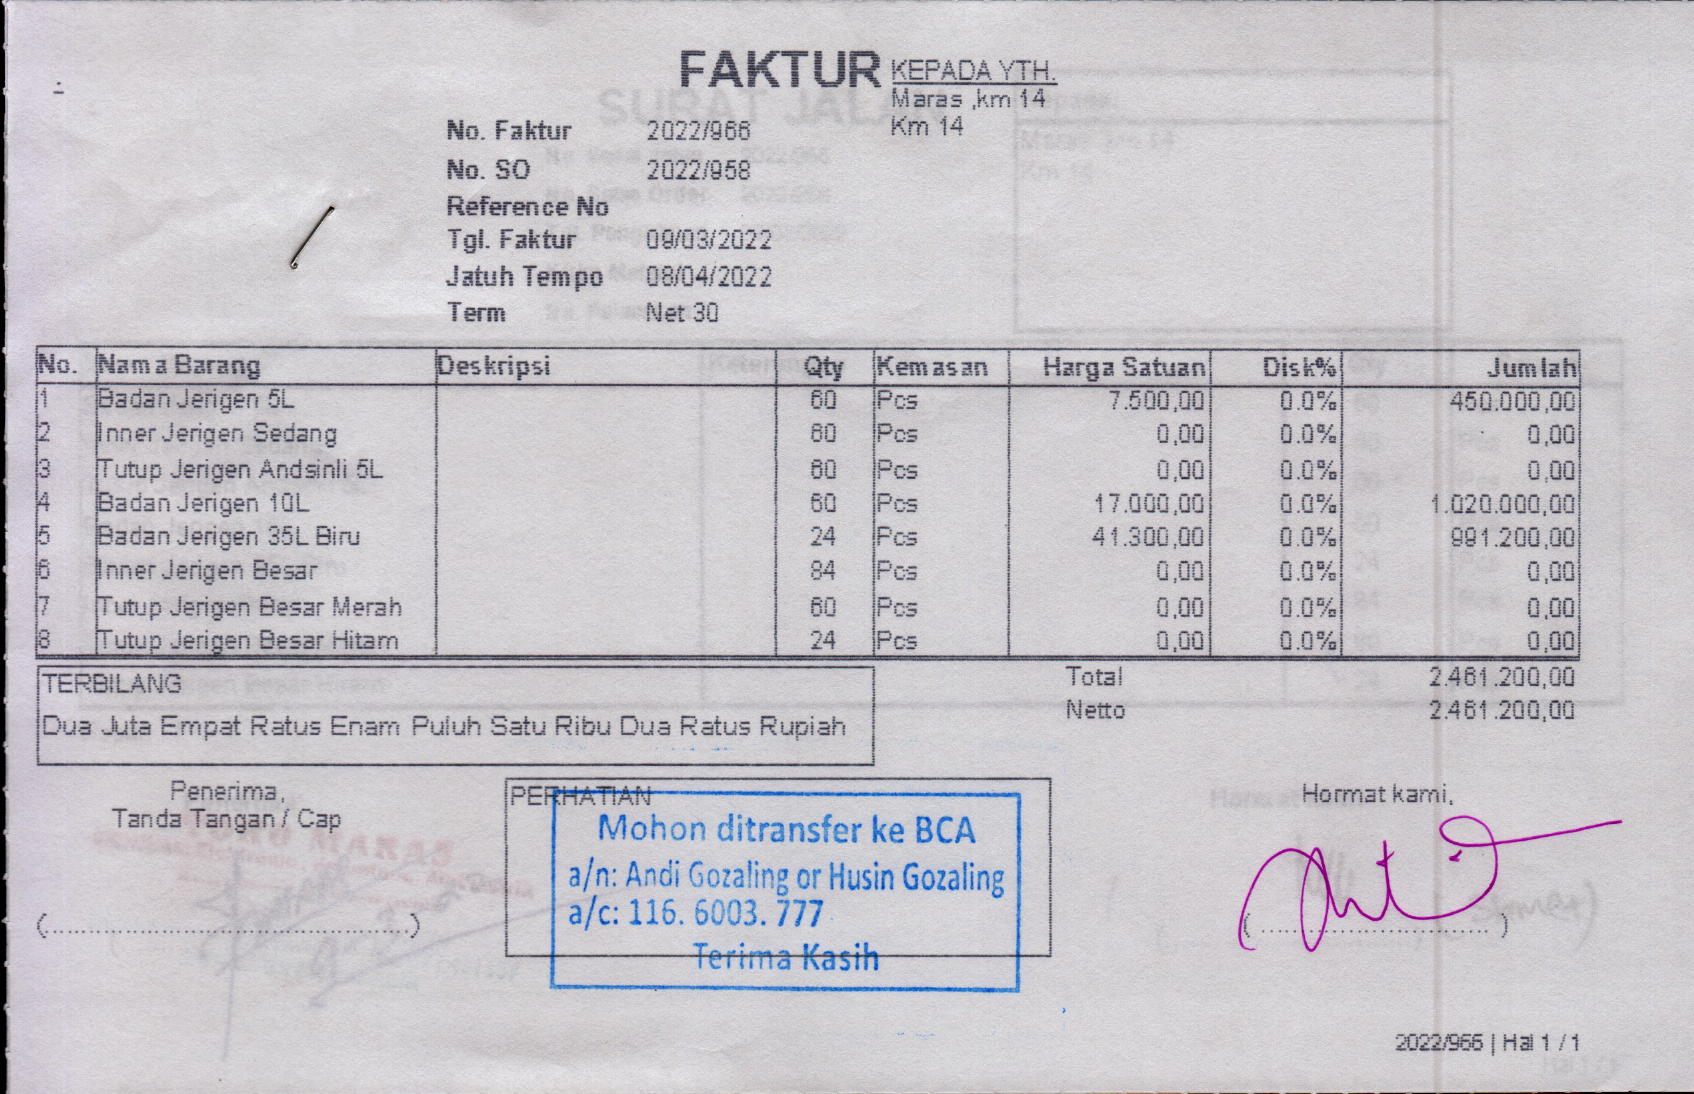 FAKTUR
KEPADA YTH.
Maras ,km 14
Km 14
No. Faktur 2022/966
No. SO 2022/958
Reference No
Tgl. Faktur 09/03/2022
Jatuh Tempo 08/04/2022
Term Net 30
No. Nama Barang Deskripsi Qty Kemasan Harga Satuan Disk% Jumlah
1 Badan Jerigen 5L 60 Pcs 7.500,00 0.0% 450.000,00
2 Inner Jerigen Sedang 60 Pcs 0,00 0.0% 0,00
3 Tutup Jerigen Andsinli 5L 60 Pcs 0,00 0.0% 0,00
4 Badan Jerigen 10L 60 Pcs 17.000,00 0.0% 1.020.000,00
5 Badan Jerigen 35L Biru 24 Pcs 41.300,00 0.0% 991.200,00
6 Inner Jerigen Besar 84 Pcs 0,00 0.0% 0,00
7 Tutup Jerigen Besar Merah 60 Pcs 0,00 0.0% 0,00
8 Tutup Jerigen Besar Hitam 24 Pcs 0,00 0.0% 0,00
Total 2.461.200,00
Netto 2.461.200,00
TERBILANG
Dua Juta Empat Ratus Enam Puluh Satu Ribu Dua Ratus Rupiah
Penerima,
Tanda Tangan / Cap
(........................................)
PERHATIAN
Mohon ditransfer ke BCA
a/n: Andi Gozaling or Husin Gozaling
a/c: 116. 6003. 777
Terima Kasih
Hormat kami,
(.............................)
2022/966 | Hal 1 / 1
SURAT JALAN